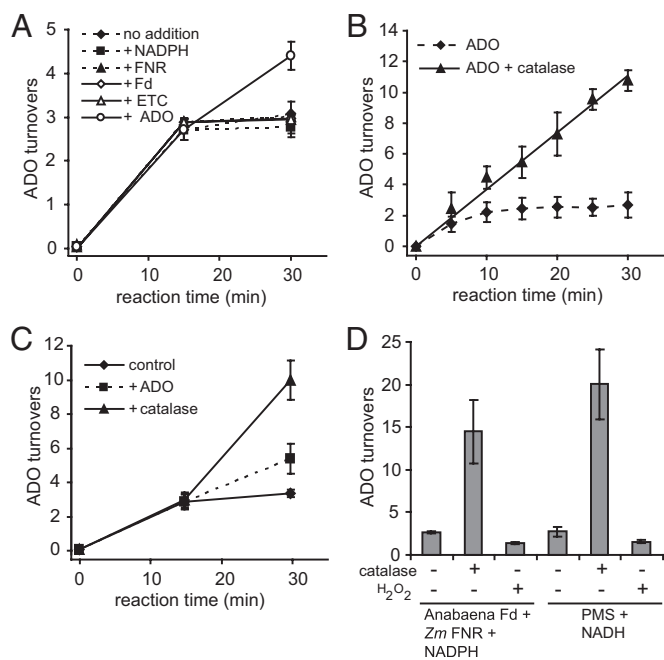 A
no addition
+ NADPH
+ FNR
+ Fd
+ ETC
+ ADO
ADO turnovers
5
4
3
2
1
0
0 15 30
reaction time (min)
B
ADO
ADO + catalase
ADO turnovers
14
12
10
8
6
4
2
0
0 5 10 15 20 25 30
reaction time (min)
C
control
+ ADO
+ catalase
ADO turnovers
12
10
8
6
4
2
0
0 15 30
reaction time (min)
D
ADO turnovers
25
20
15
10
5
0
catalase - + - - + -
H2O2 - - + - - +
Anabaena Fd + PMS +
Zm FNR + NADH
NADPH